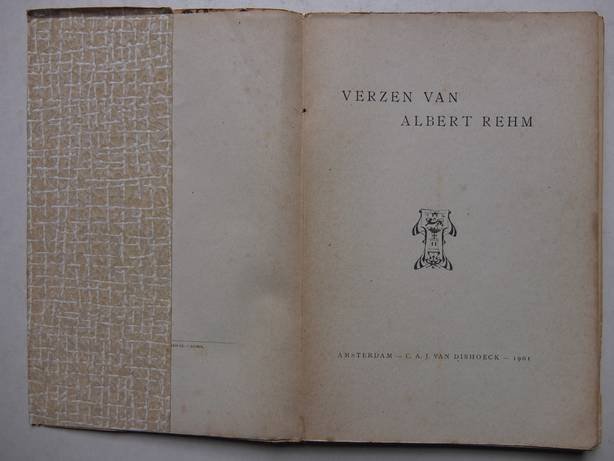 VERZEN VAN
ALBERT REHM
AMSTERDAM — C. A. J. VAN DISHOECK — 1901